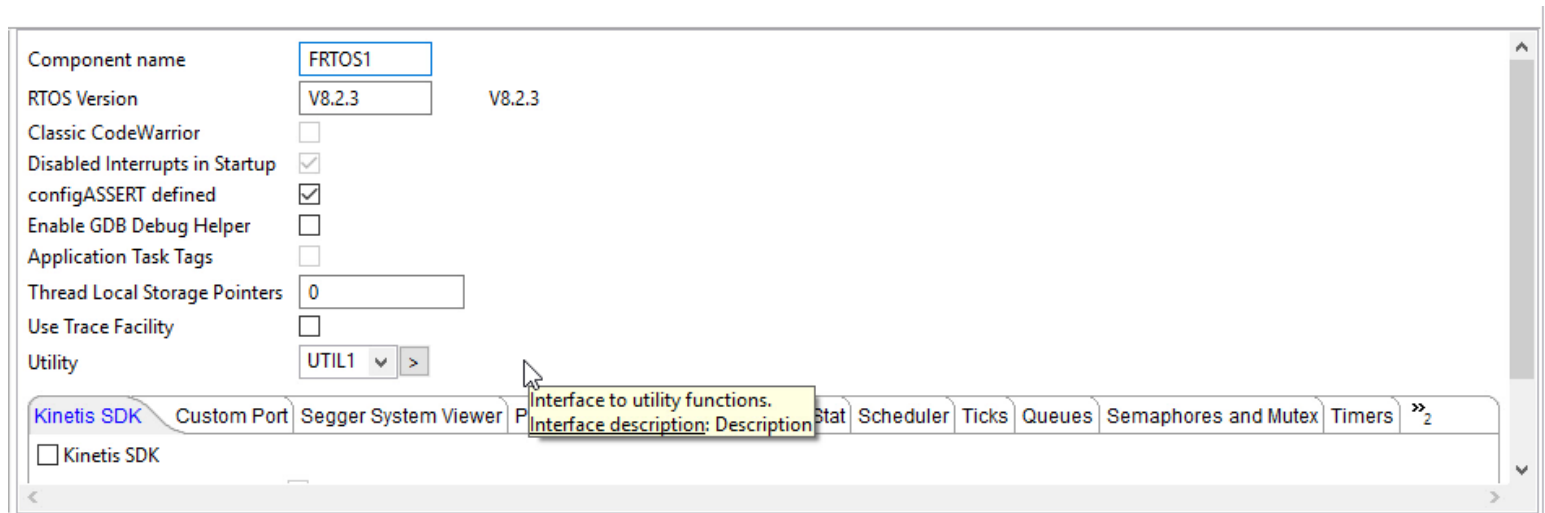 Component name FRTOS1
RTOS Version V8.2.3 V8.2.3
Classic CodeWarrior
Disabled Interrupts in Startup
configASSERT defined
Enable GDB Debug Helper
Application Task Tags
Thread Local Storage Pointers 0
Use Trace Facility
Utility UTIL1 >
Interface to utility functions.
Interface description: Description
Kinetis SDK Custom Port Segger System Viewer P Stat Scheduler Ticks Queues Semaphores and Mutex Timers »2
Kinetis SDK